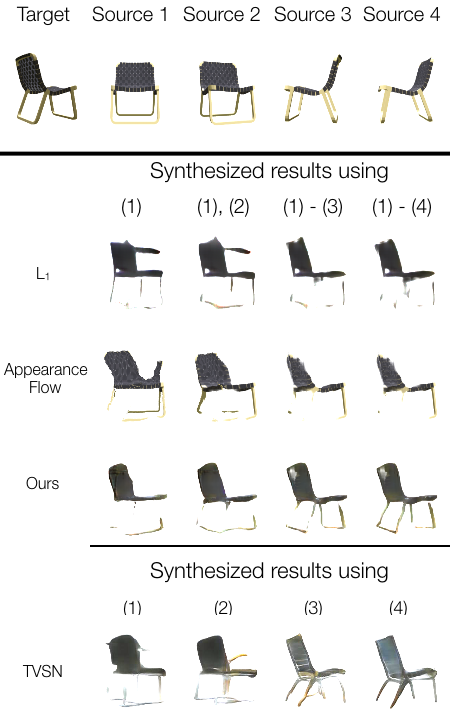 Target Source 1 Source 2 Source 3 Source 4
Synthesized results using
(1) (1), (2) (1) - (3) (1) - (4)
L₁
Appearance
Flow
Ours
Synthesized results using
(1) (2) (3) (4)
TVSN